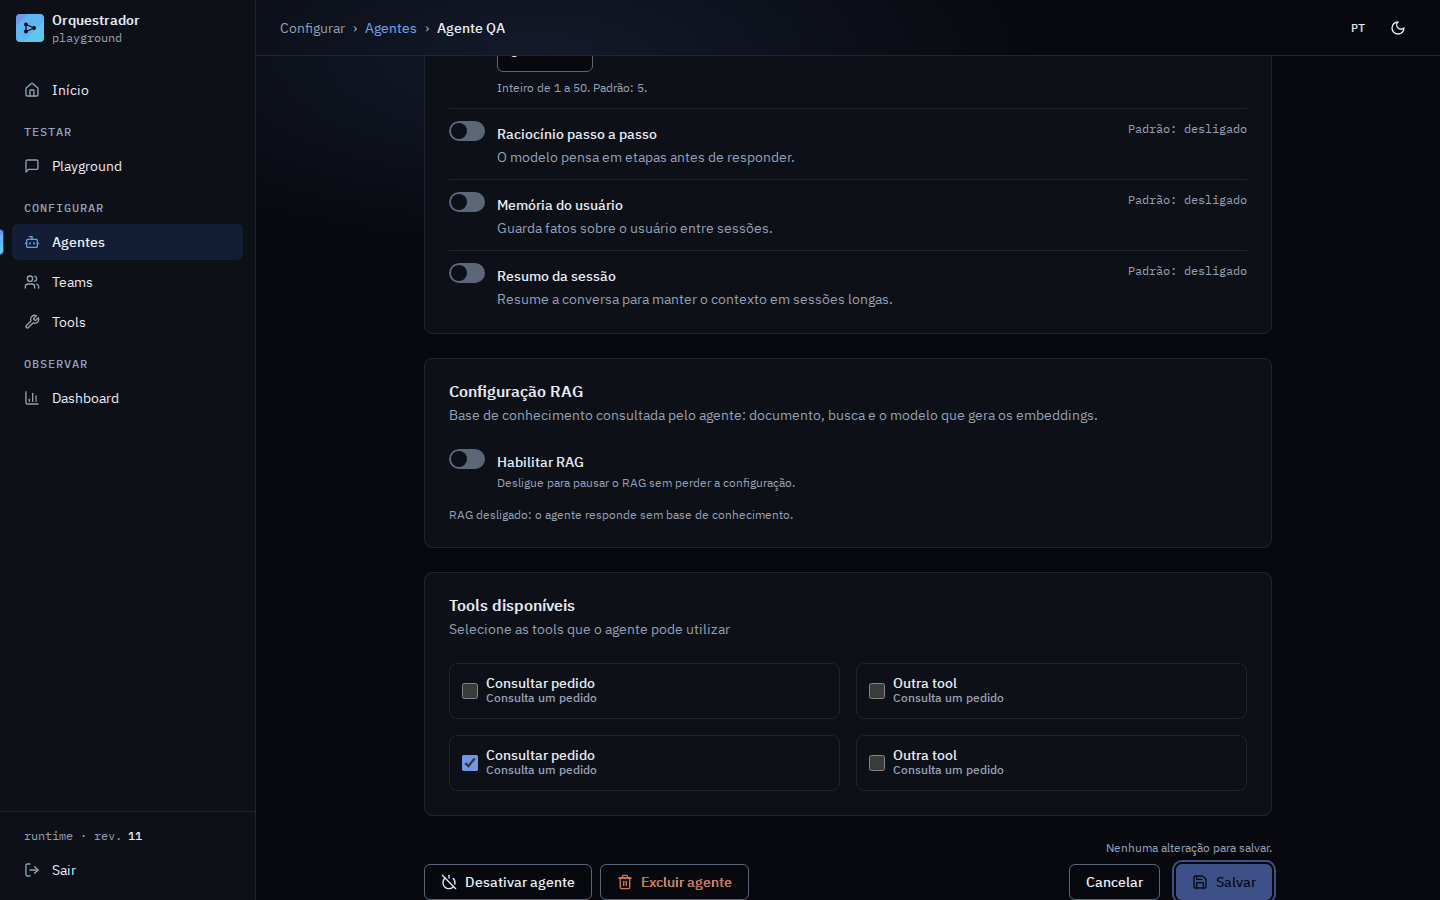 Orquestrador
playground
Configurar › Agentes › Agente QA
PT
Início
TESTAR
Playground
CONFIGURAR
Agentes
Teams
Tools
OBSERVAR
Dashboard
runtime · rev. 11
Sair
Inteiro de 1 a 50. Padrão: 5.
Raciocínio passo a passo
Padrão: desligado
O modelo pensa em etapas antes de responder.
Memória do usuário
Padrão: desligado
Guarda fatos sobre o usuário entre sessões.
Resumo da sessão
Padrão: desligado
Resume a conversa para manter o contexto em sessões longas.
Configuração RAG
Base de conhecimento consultada pelo agente: documento, busca e o modelo que gera os embeddings.
Habilitar RAG
Desligue para pausar o RAG sem perder a configuração.
RAG desligado: o agente responde sem base de conhecimento.
Tools disponíveis
Selecione as tools que o agente pode utilizar
Consultar pedido
Consulta um pedido
Outra tool
Consulta um pedido
Consultar pedido
Consulta um pedido
Outra tool
Consulta um pedido
Nenhuma alteração para salvar.
Desativar agente
Excluir agente
Cancelar
Salvar